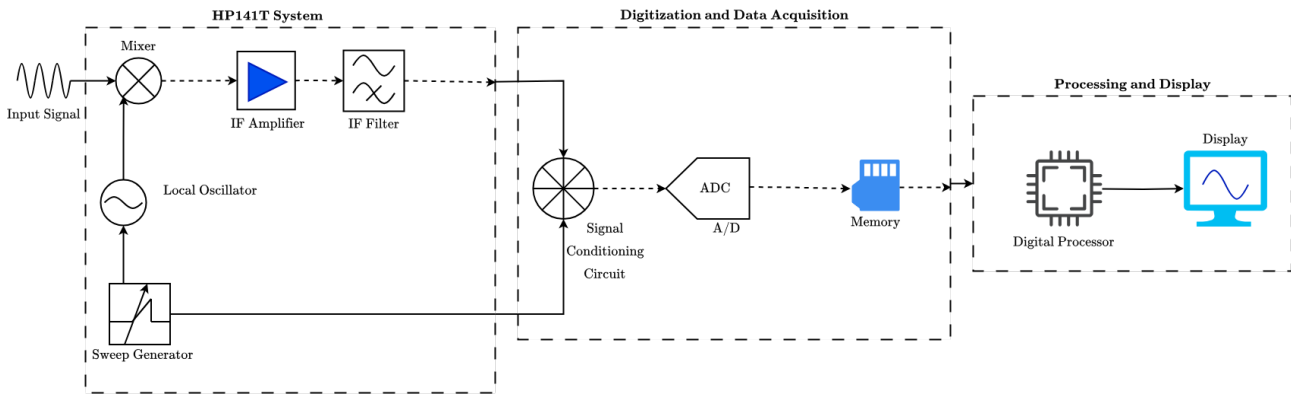 HP141T System
Digitization and Data Acquisition
Mixer
Processing and Display
Input Signal
IF Amplifier
IF Filter
Display
Local Oscillator
ADC
A/D
Memory
Signal
Conditioning
Circuit
Digital Processor
Sweep Generator